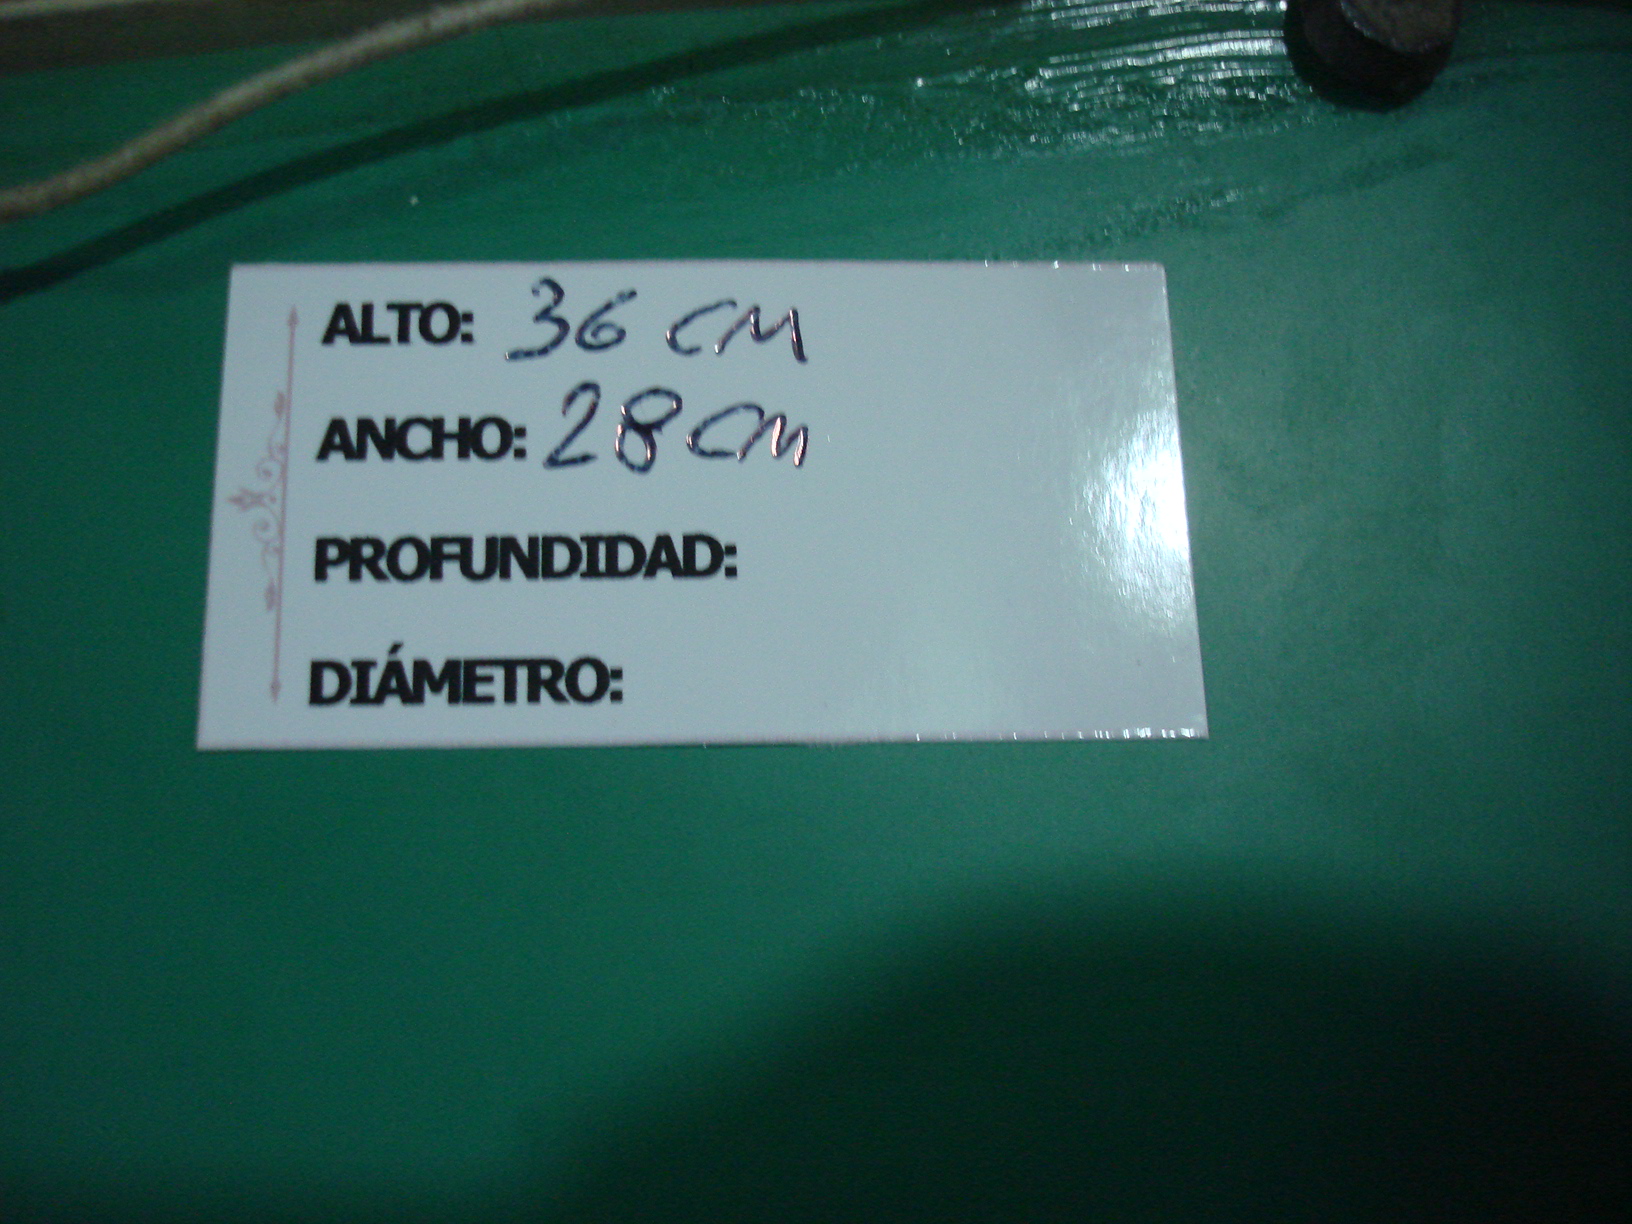 ALTO: 36 CM
ANCHO: 28 CM
PROFUNDIDAD:
DIÁMETRO: